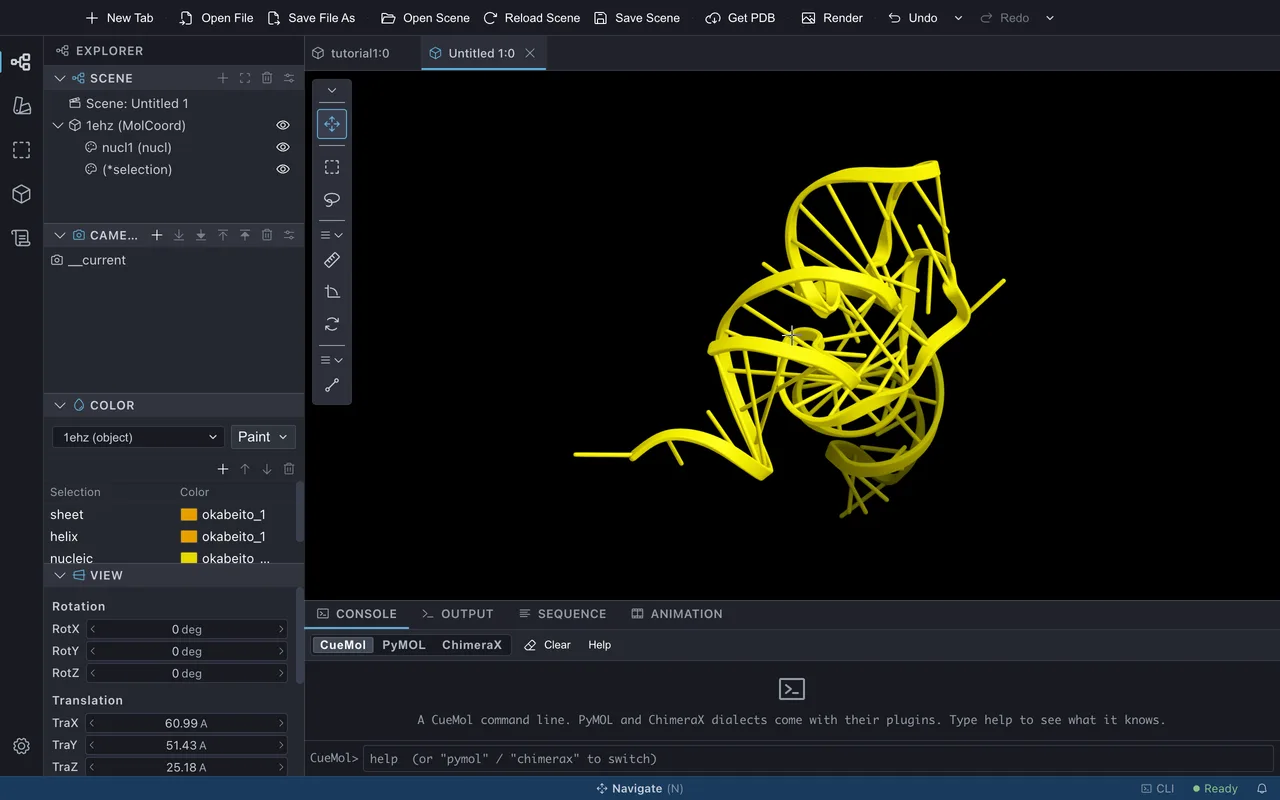 New Tab Open File Save File As Open Scene Reload Scene Save Scene Get PDB Render Undo Redo
EXPLORER
tutorial1:0
Untitled 1:0
SCENE
Scene: Untitled 1
1ehz (MolCoord)
nucl1 (nucl)
(*selection)
CAME...
__current
COLOR
1ehz (object)
Paint
Selection Color
sheet okabeito_1
helix okabeito_1
nucleic okabeito_...
VIEW
Rotation
RotX 0 deg
RotY 0 deg
RotZ 0 deg
Translation
TraX 60.99 A
TraY 51.43 A
TraZ 25.18 A
CONSOLE OUTPUT SEQUENCE ANIMATION
CueMol PyMOL ChimeraX Clear Help
A CueMol command line. PyMOL and ChimeraX dialects come with their plugins. Type help to see what it knows.
CueMol> help (or "pymol" / "chimerax" to switch)
Navigate (N)
CLI Ready